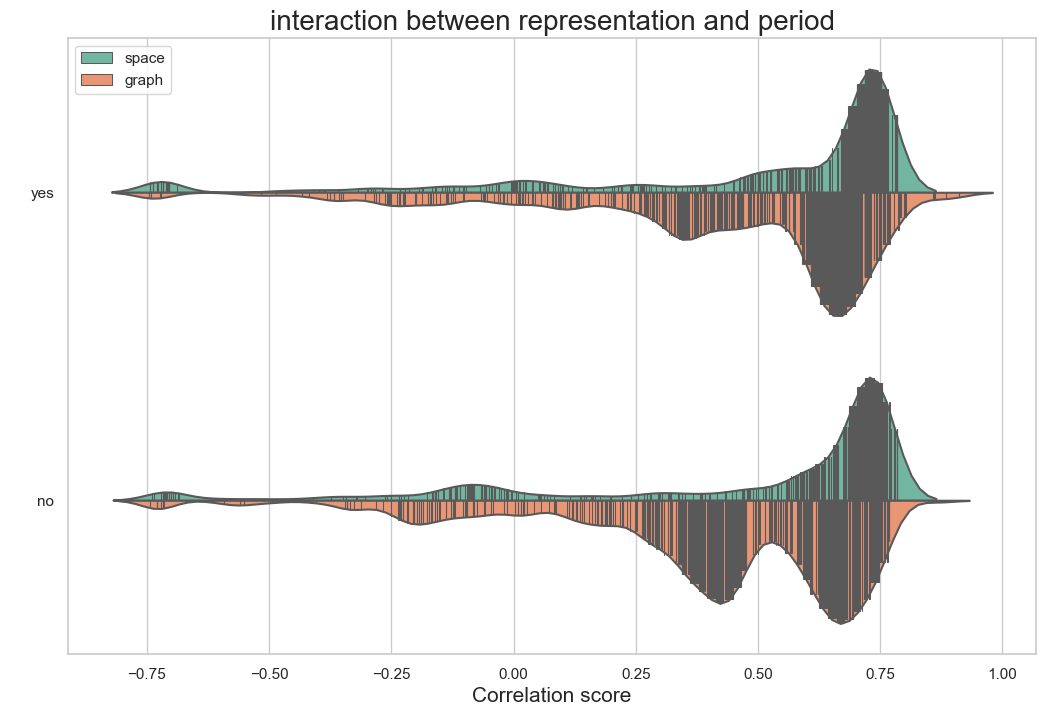 interaction between representation and period
space
graph
yes
no
−0.75 −0.50 −0.25 0.00 0.25 0.50 0.75 1.00
Correlation score